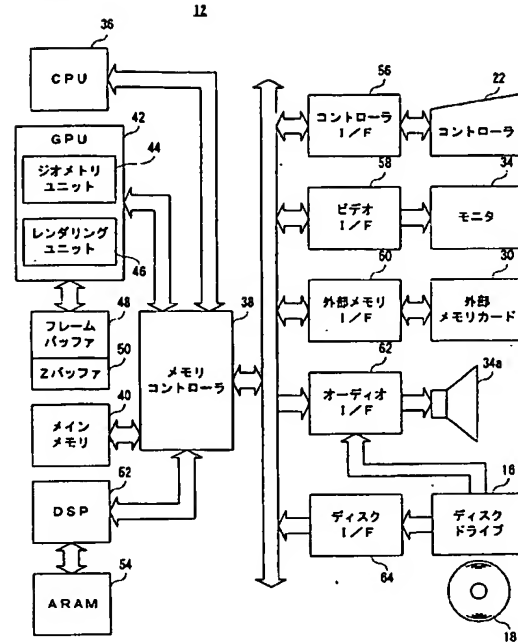 12
36
CPU
42
GPU
44
ジオメトリ
ユニット
レンダリング
ユニット
46
48
フレーム
バッファ
50
Zバッファ
40
メイン
メモリ
52
DSP
54
ARAM
38
メモリ
コントローラ
56
コントローラ
I/F
22
コントローラ
58
ビデオ
I/F
34
モニタ
60
外部メモリ
I/F
30
外部
メモリカード
62
オーディオ
I/F
34a
ディスク
I/F
64
16
ディスク
ドライブ
18